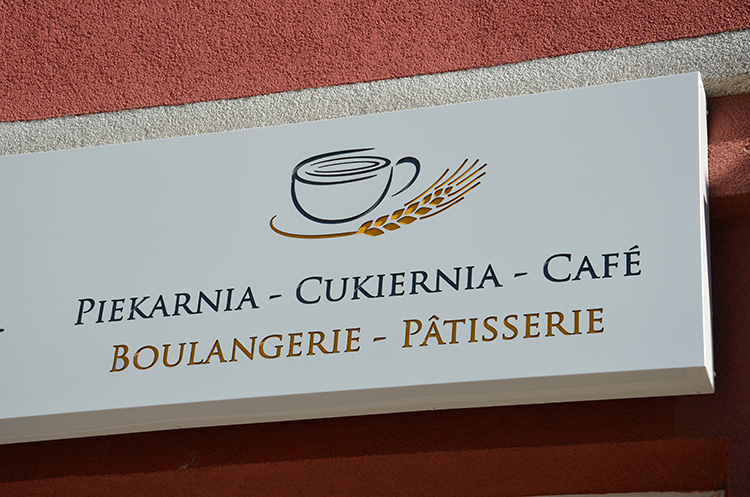 PIEKARNIA - CUKIERNIA - CAFÉ
BOULANGERIE - PÂTISSERIE